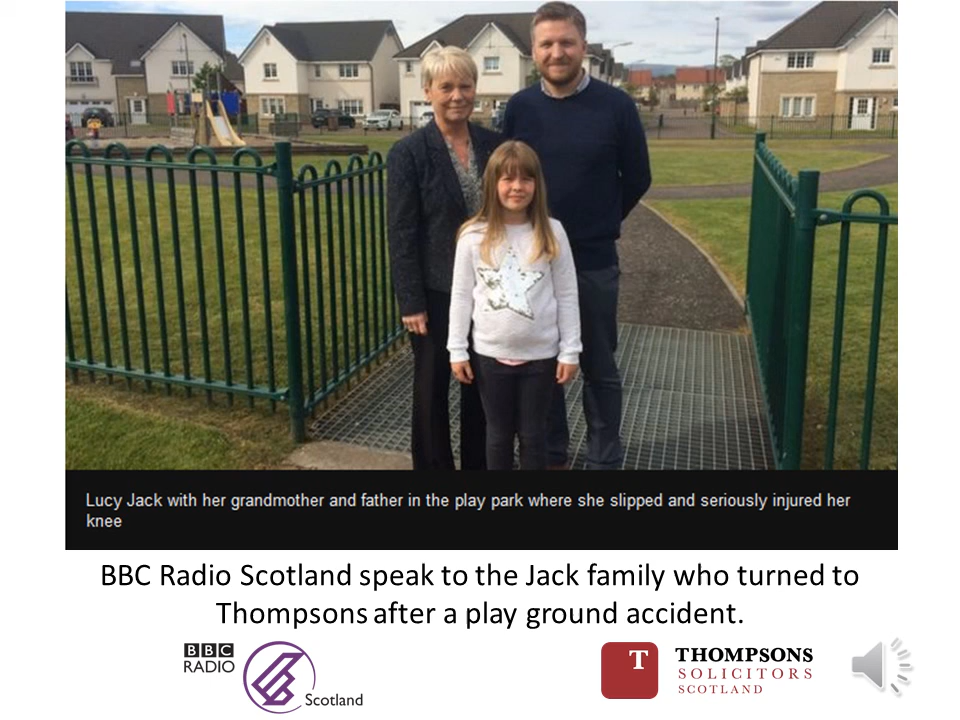 Lucy Jack with her grandmother and father in the play park where she slipped and seriously injured her
knee
BBC Radio Scotland speak to the Jack family who turned to
Thompsons after a play ground accident.
BBC
RADIO
Scotland
T
THOMPSONS
SOLICITORS
SCOTLAND